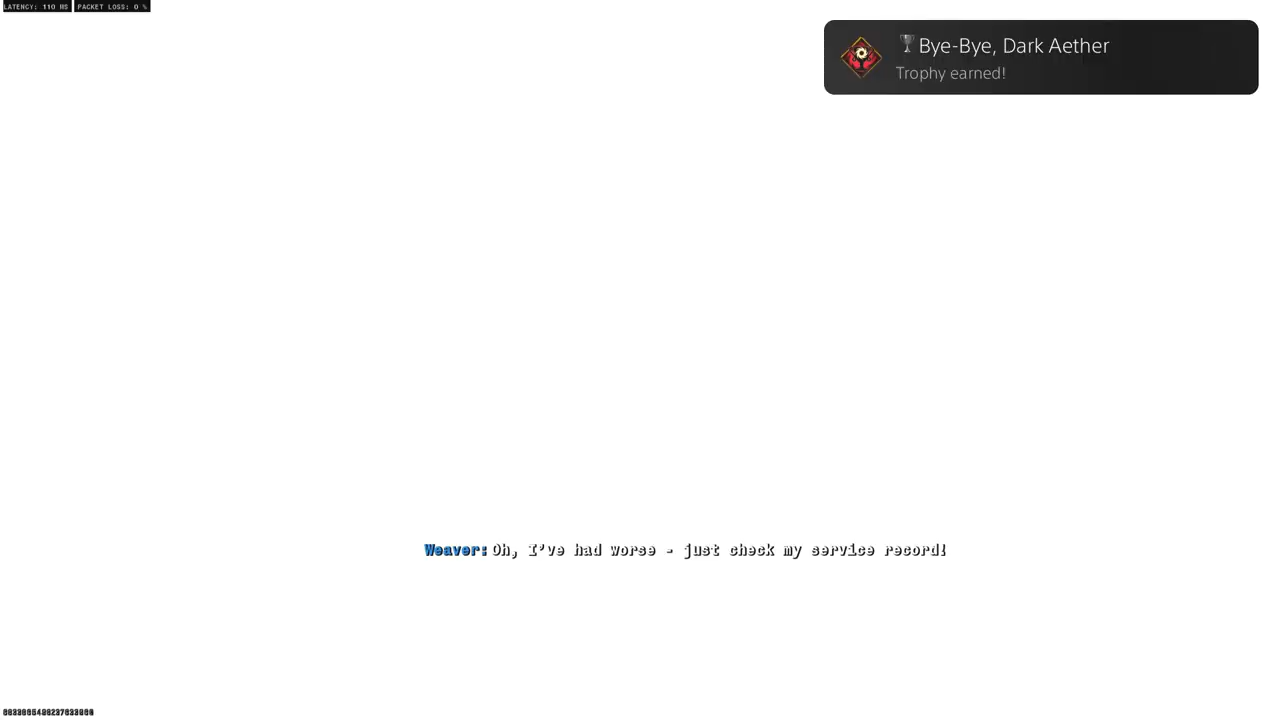 LATENCY: 110 MS PACKET LOSS: 0 %
Bye-Bye, Dark Aether
Trophy earned!
Weaver: Oh, I've had worse - just check my service record!